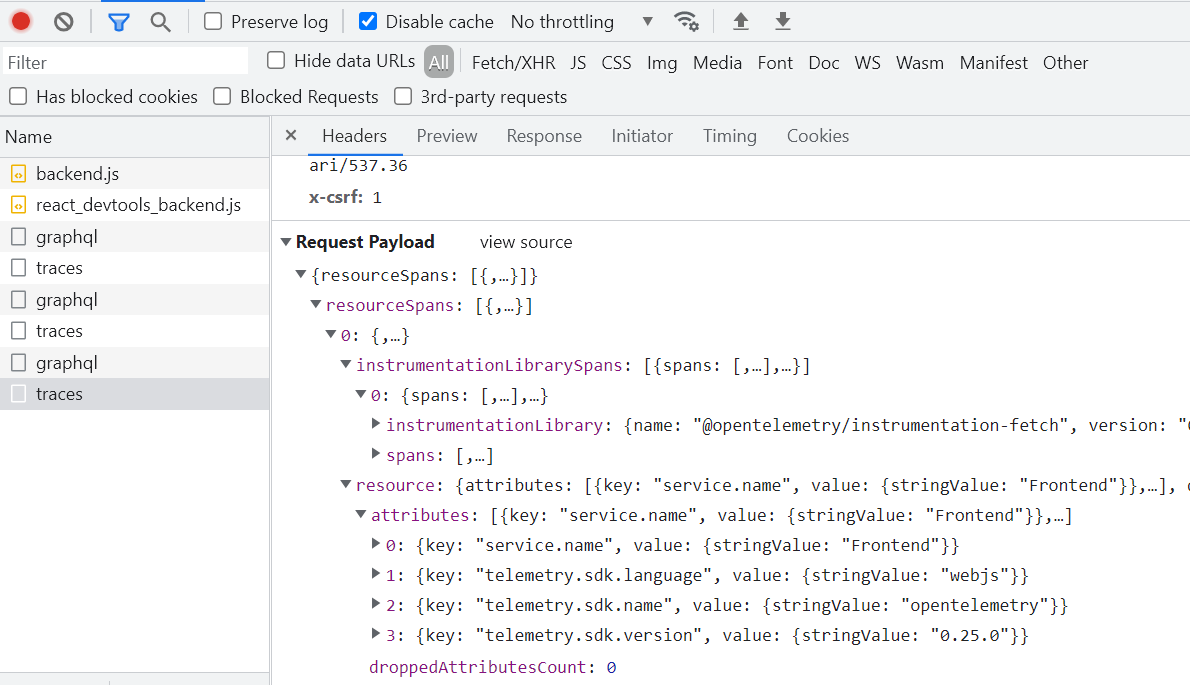 Preserve log Disable cache No throttling
Filter Hide data URLs All Fetch/XHR JS CSS Img Media Font Doc WS Wasm Manifest Other
Has blocked cookies Blocked Requests 3rd-party requests
Name
backend.js
react_devtools_backend.js
graphql
traces
graphql
traces
graphql
traces
× Headers Preview Response Initiator Timing Cookies
ari/537.36
x-csrf: 1
Request Payload view source
{resourceSpans: [{,…}]}
resourceSpans: [{,…}]
0: {,…}
instrumentationLibrarySpans: [{spans: [,…],…}]
0: {spans: [,…],…}
instrumentationLibrary: {name: "@opentelemetry/instrumentation-fetch", version: "
spans: [,…]
resource: {attributes: [{key: "service.name", value: {stringValue: "Frontend"}},…],
attributes: [{key: "service.name", value: {stringValue: "Frontend"}},…]
0: {key: "service.name", value: {stringValue: "Frontend"}}
1: {key: "telemetry.sdk.language", value: {stringValue: "webjs"}}
2: {key: "telemetry.sdk.name", value: {stringValue: "opentelemetry"}}
3: {key: "telemetry.sdk.version", value: {stringValue: "0.25.0"}}
droppedAttributesCount: 0